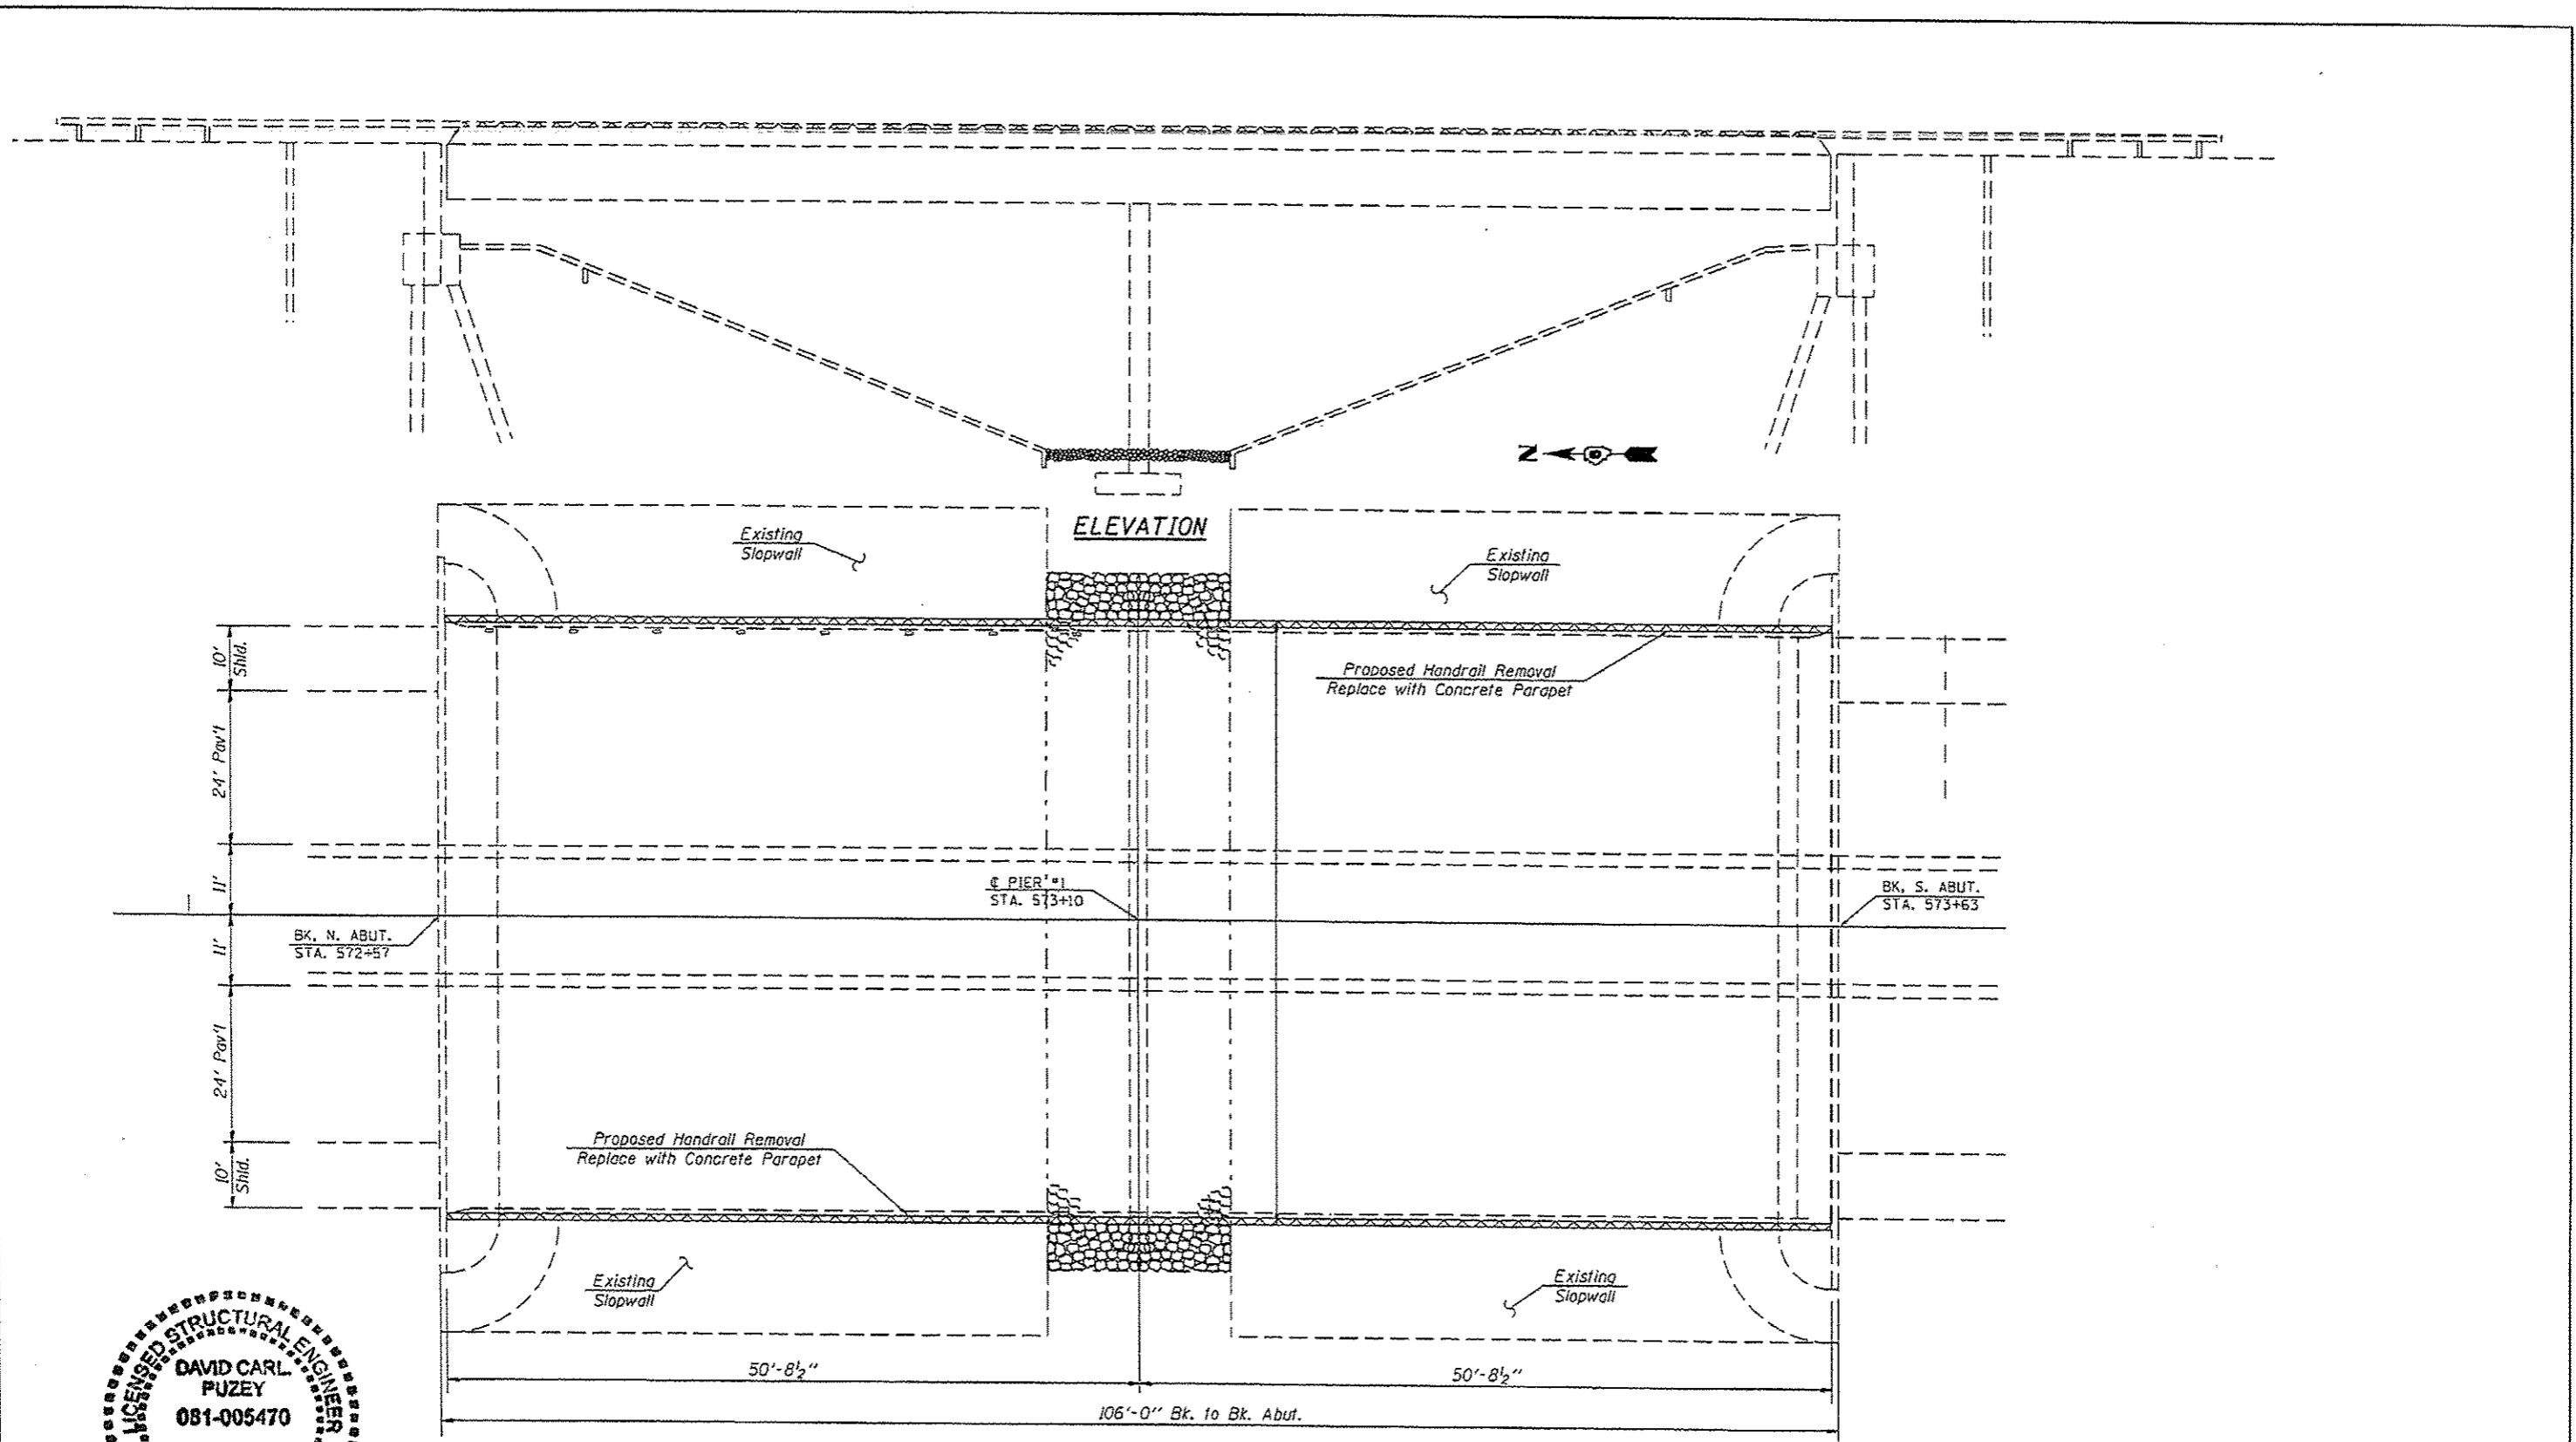 N
ELEVATION
Existing
Slopwall
Existing
Slopwall
10'
Shld.
24' Pav't
11'
11'
24' Pav't
10'
Shld.
Proposed Handrail Removal
Replace with Concrete Parapet
℄ PIER #1
STA. 573+10
BK. N. ABUT.
STA. 572+57
BK. S. ABUT.
STA. 573+63
Proposed Handrail Removal
Replace with Concrete Parapet
Existing
Slopwall
Existing
Slopwall
50'-8½"
50'-8½"
106'-0" Bk. to Bk. Abut.
LICENSED STRUCTURAL ENGINEER
DAVID CARL.
PUZEY
081-005470